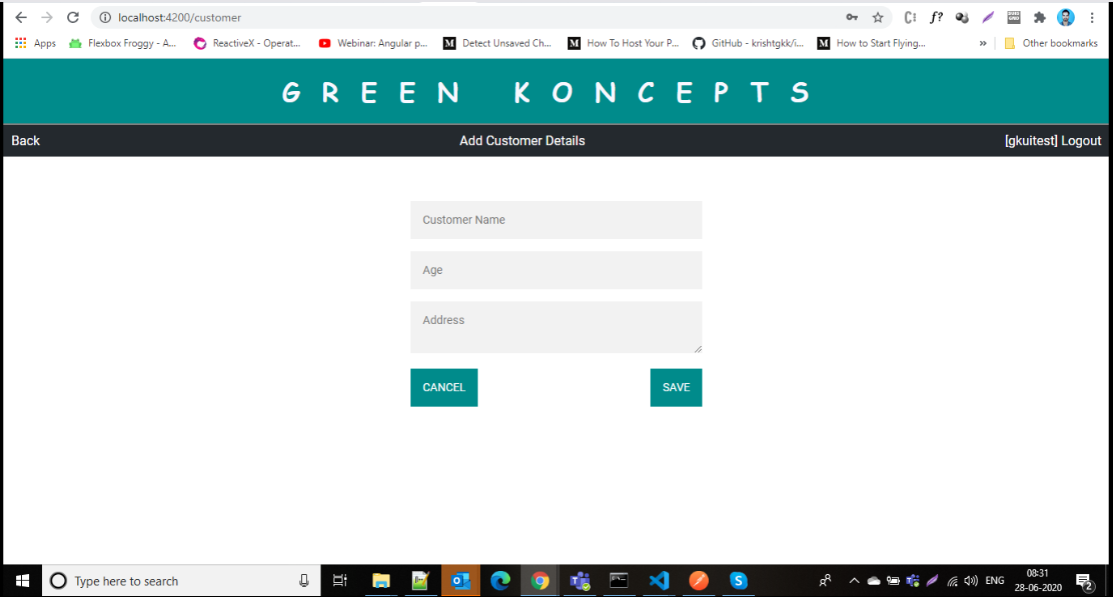 localhost:4200/customer
Apps Flexbox Froggy - A... ReactiveX - Operat... Webinar: Angular p... Detect Unsaved Ch... How To Host Your P... GitHub - krishtgkk/i... How to Start Flying... » Other bookmarks
GREEN KONCEPTS
Back Add Customer Details [gkuitest] Logout
Customer Name
Age
Address
CANCEL SAVE
Type here to search ENG 08:31
28-06-2020 2